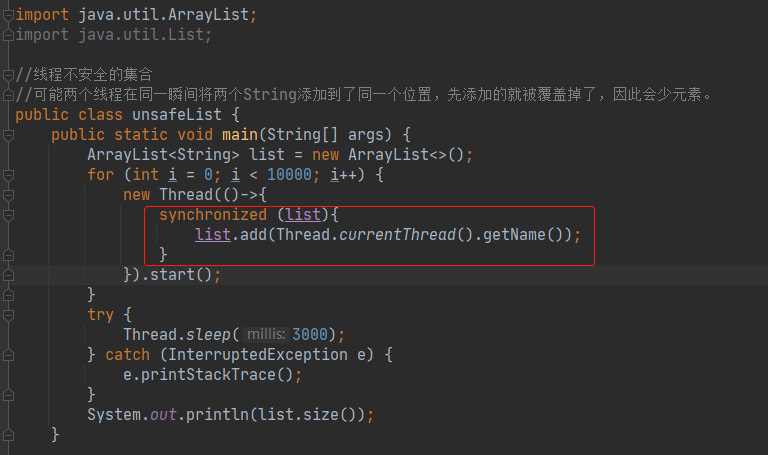 import java.util.ArrayList;
import java.util.List;
//线程不安全的集合
//可能两个线程在同一瞬间将两个String添加到了同一个位置，先添加的就被覆盖掉了，因此会少元素。
public class unsafeList {
    public static void main(String[] args) {
        ArrayList<String> list = new ArrayList<>();
        for (int i = 0; i < 10000; i++) {
            new Thread(()->{
                synchronized (list){
                    list.add(Thread.currentThread().getName());
                }
            }).start();
        }
        try {
            Thread.sleep( millis: 3000);
        } catch (InterruptedException e) {
            e.printStackTrace();
        }
        System.out.println(list.size());
    }